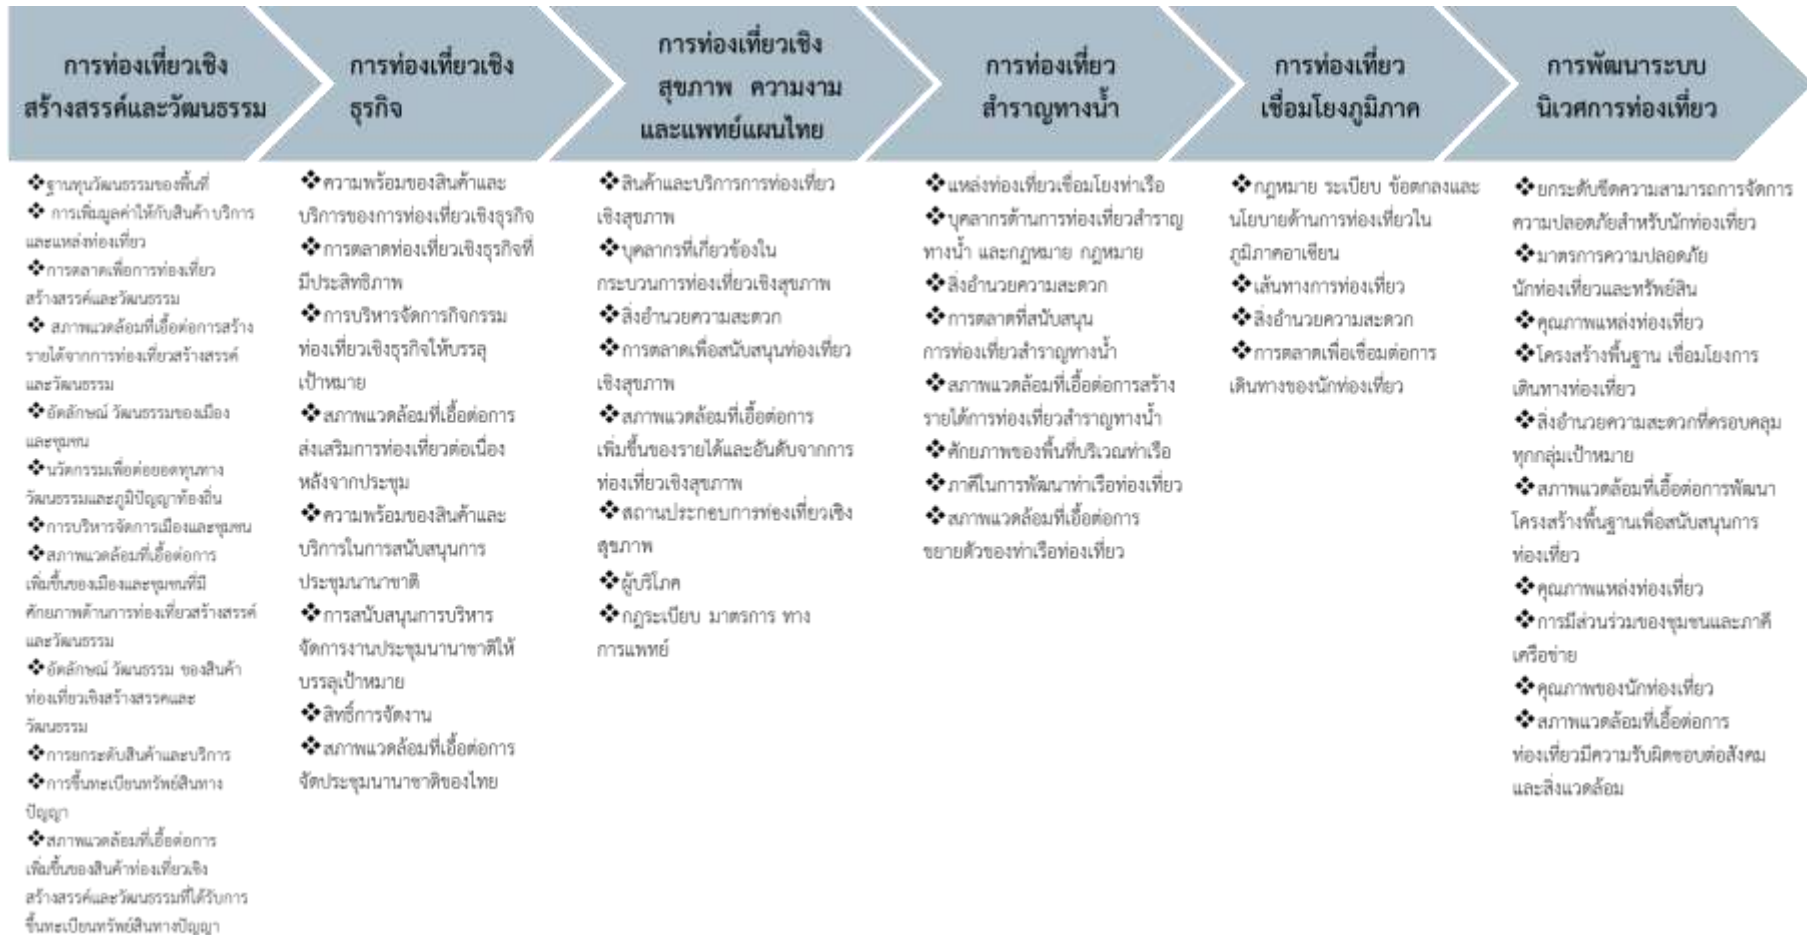 การท่องเที่ยวเชิง
สร้างสรรค์และวัฒนธรรม
❖ฐานทุนวัฒนธรรมของพื้นที่
❖ การเพิ่มมูลค่าให้กับสินค้า บริการ
และแหล่งท่องเที่ยว
❖การตลาดเพื่อการท่องเที่ยว
สร้างสรรค์และวัฒนธรรม
❖ สภาพแวดล้อมที่เอื้อต่อการสร้าง
รายได้จากการท่องเที่ยวสร้างสรรค์
และวัฒนธรรม
❖อัตลักษณ์ วัฒนธรรมของเมือง
และชุมชน
❖นวัตกรรมเพื่อต่อยอดทุนทาง
วัฒนธรรมและภูมิปัญญาท้องถิ่น
❖การบริหารจัดการเมืองและชุมชน
❖สภาพแวดล้อมที่เอื้อต่อการ
เพิ่มขึ้นของเมืองและชุมชนที่มี
ศักยภาพด้านการท่องเที่ยวสร้างสรรค์
และวัฒนธรรม
❖อัตลักษณ์ วัฒนธรรม ของสินค้า
ท่องเที่ยวเชิงสร้างสรรคและ
วัฒนธรรม
❖การยกระดับสินค้าและบริการ
❖การขึ้นทะเบียนทรัพย์สินทาง
ปัญญา
❖สภาพแวดล้อมที่เอื้อต่อการ
เพิ่มขึ้นของสินค้าท่องเที่ยวเชิง
สร้างสรรค์และวัฒนธรรมที่ได้รับการ
ขึ้นทะเบียนทรัพย์สินทางปัญญา
การท่องเที่ยวเชิง
ธุรกิจ
❖ความพร้อมของสินค้าและ
บริการของการท่องเที่ยวเชิงธุรกิจ
❖การตลาดท่องเที่ยวเชิงธุรกิจที่
มีประสิทธิภาพ
❖การบริหารจัดการกิจกรรม
ท่องเที่ยวเชิงธุรกิจให้บรรลุ
เป้าหมาย
❖สภาพแวดล้อมที่เอื้อต่อการ
ส่งเสริมการท่องเที่ยวต่อเนื่อง
หลังจากประชุม
❖ความพร้อมของสินค้าและ
บริการในการสนับสนุนการ
ประชุมนานาชาติ
❖การสนับสนุนการบริหาร
จัดการงานประชุมนานาชาติให้
บรรลุเป้าหมาย
❖สิทธิ์การจัดงาน
❖สภาพแวดล้อมที่เอื้อต่อการ
จัดประชุมนานาชาติของไทย
การท่องเที่ยวเชิง
สุขภาพ ความงาม
และแพทย์แผนไทย
❖สินค้าและบริการการท่องเที่ยว
เชิงสุขภาพ
❖บุคลากรที่เกี่ยวข้องใน
กระบวนการท่องเที่ยวเชิงสุขภาพ
❖สิ่งอำนวยความสะดวก
❖การตลาดเพื่อสนับสนุนท่องเที่ยว
เชิงสุขภาพ
❖สภาพแวดล้อมที่เอื้อต่อการ
เพิ่มขึ้นของรายได้และอันดับจากการ
ท่องเที่ยวเชิงสุขภาพ
❖สถานประกอบการท่องเที่ยวเชิง
สุขภาพ
❖ผู้บริโภค
❖กฎระเบียบ มาตรการ ทาง
การแพทย์
การท่องเที่ยว
สำราญทางน้ำ
❖แหล่งท่องเที่ยวเชื่อมโยงท่าเรือ
❖บุคลากรด้านการท่องเที่ยวสำราญ
ทางน้ำ และกฎหมาย กฎหมาย
❖สิ่งอำนวยความสะดวก
❖การตลาดที่สนับสนุน
การท่องเที่ยวสำราญทางน้ำ
❖สภาพแวดล้อมที่เอื้อต่อการสร้าง
รายได้การท่องเที่ยวสำราญทางน้ำ
❖ศักยภาพของพื้นที่บริเวณท่าเรือ
❖ภาคีในการพัฒนาท่าเรือท่องเที่ยว
❖สภาพแวดล้อมที่เอื้อต่อการ
ขยายตัวของท่าเรือท่องเที่ยว
การท่องเที่ยว
เชื่อมโยงภูมิภาค
❖กฎหมาย ระเบียบ ข้อตกลงและ
นโยบายด้านการท่องเที่ยวใน
ภูมิภาคอาเซียน
❖เส้นทางการท่องเที่ยว
❖สิ่งอำนวยความสะดวก
❖การตลาดเพื่อเชื่อมต่อการ
เดินทางของนักท่องเที่ยว
การพัฒนาระบบ
นิเวศการท่องเที่ยว
❖ยกระดับขีดความสามารถการจัดการ
ความปลอดภัยสำหรับนักท่องเที่ยว
❖มาตรการความปลอดภัย
นักท่องเที่ยวและทรัพย์สิน
❖คุณภาพแหล่งท่องเที่ยว
❖โครงสร้างพื้นฐาน เชื่อมโยงการ
เดินทางท่องเที่ยว
❖สิ่งอำนวยความสะดวกที่ครอบคลุม
ทุกกลุ่มเป้าหมาย
❖สภาพแวดล้อมที่เอื้อต่อการพัฒนา
โครงสร้างพื้นฐานเพื่อสนับสนุนการ
ท่องเที่ยว
❖คุณภาพแหล่งท่องเที่ยว
❖การมีส่วนร่วมของชุมชนและภาคี
เครือข่าย
❖คุณภาพของนักท่องเที่ยว
❖สภาพแวดล้อมที่เอื้อต่อการ
ท่องเที่ยวมีความรับผิดชอบต่อสังคม
และสิ่งแวดล้อม